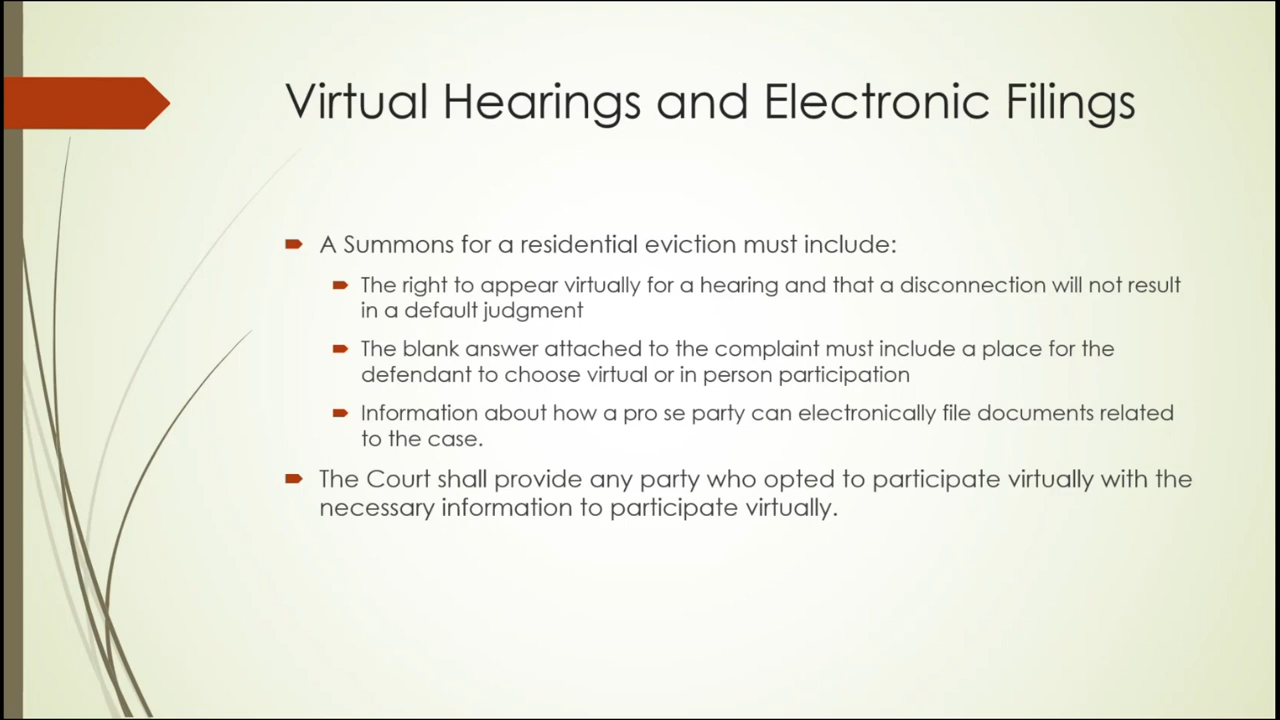 Virtual Hearings and Electronic Filings
A Summons for a residential eviction must include:
The right to appear virtually for a hearing and that a disconnection will not result
in a default judgment
The blank answer attached to the complaint must include a place for the
defendant to choose virtual or in person participation
Information about how a pro se party can electronically file documents related
to the case.
The Court shall provide any party who opted to participate virtually with the
necessary information to participate virtually.